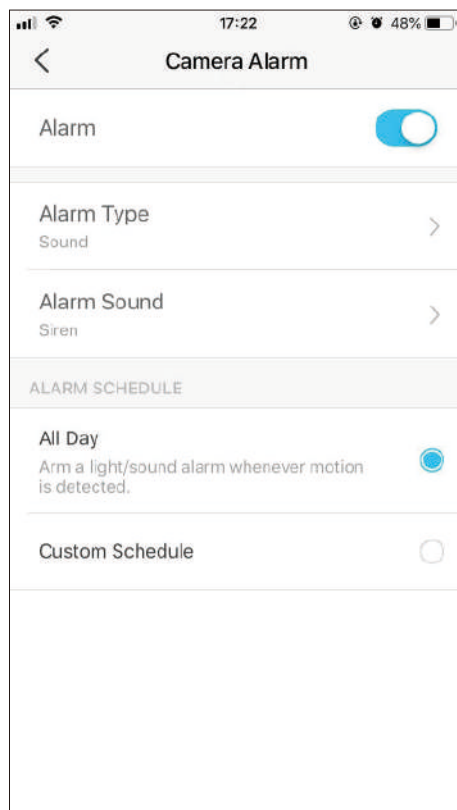 17:22
48%
Camera Alarm
Alarm
Alarm Type
Sound
Alarm Sound
Siren
ALARM SCHEDULE
All Day
Arm a light/sound alarm whenever motion
is detected.
Custom Schedule